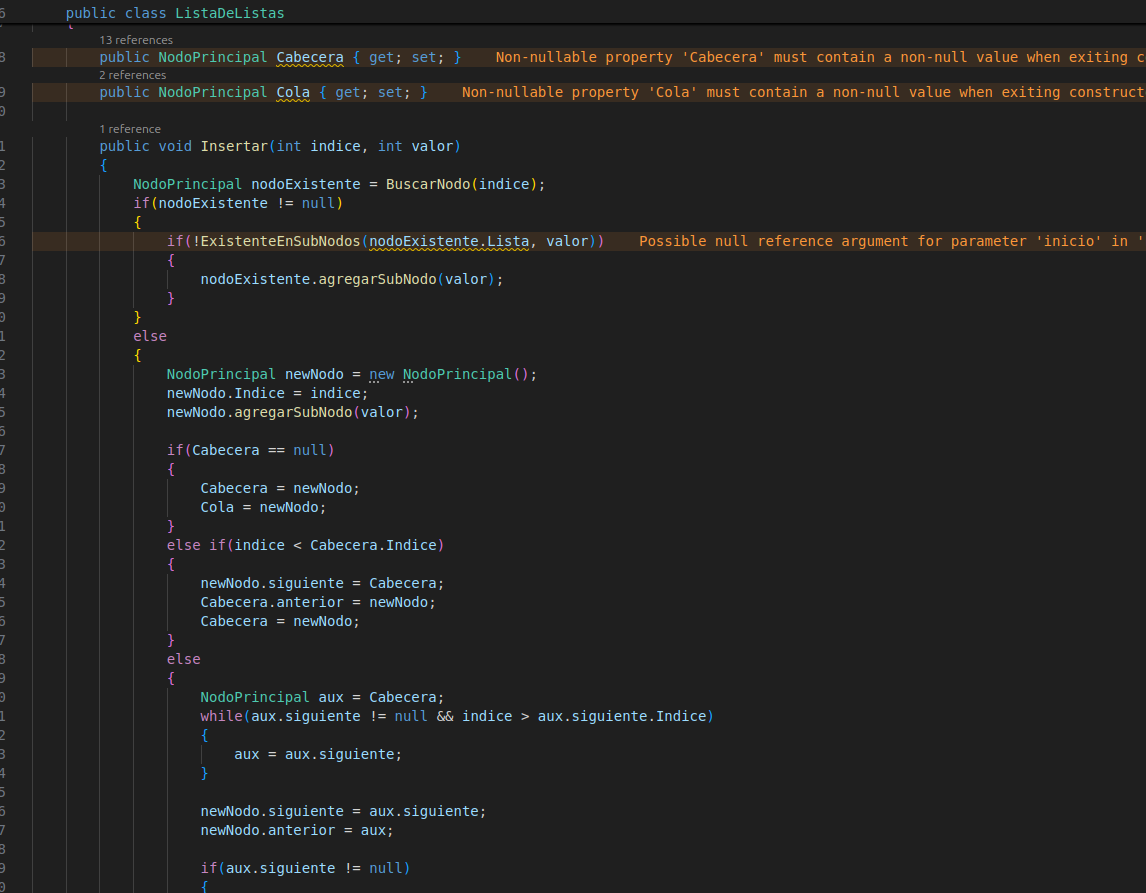 6 public class ListaDeListas
{
13 references
8 public NodoPrincipal Cabecera { get; set; } Non-nullable property 'Cabecera' must contain a non-null value when exiting c
2 references
9 public NodoPrincipal Cola { get; set; } Non-nullable property 'Cola' must contain a non-null value when exiting construct
0
1 reference
1 public void Insertar(int indice, int valor)
2 {
3 NodoPrincipal nodoExistente = BuscarNodo(indice);
4 if(nodoExistente != null)
5 {
6 if(!ExistenteEnSubNodos(nodoExistente.Lista, valor)) Possible null reference argument for parameter 'inicio' in '
7 {
8 nodoExistente.agregarSubNodo(valor);
9 }
0 }
1 else
2 {
3 NodoPrincipal newNodo = new NodoPrincipal();
4 newNodo.Indice = indice;
5 newNodo.agregarSubNodo(valor);
6
7 if(Cabecera == null)
8 {
9 Cabecera = newNodo;
0 Cola = newNodo;
1 }
2 else if(indice < Cabecera.Indice)
3 {
4 newNodo.siguiente = Cabecera;
5 Cabecera.anterior = newNodo;
6 Cabecera = newNodo;
7 }
8 else
9 {
0 NodoPrincipal aux = Cabecera;
1 while(aux.siguiente != null && indice > aux.siguiente.Indice)
2 {
3 aux = aux.siguiente;
4 }
5
6 newNodo.siguiente = aux.siguiente;
7 newNodo.anterior = aux;
8
9 if(aux.siguiente != null)
0 {